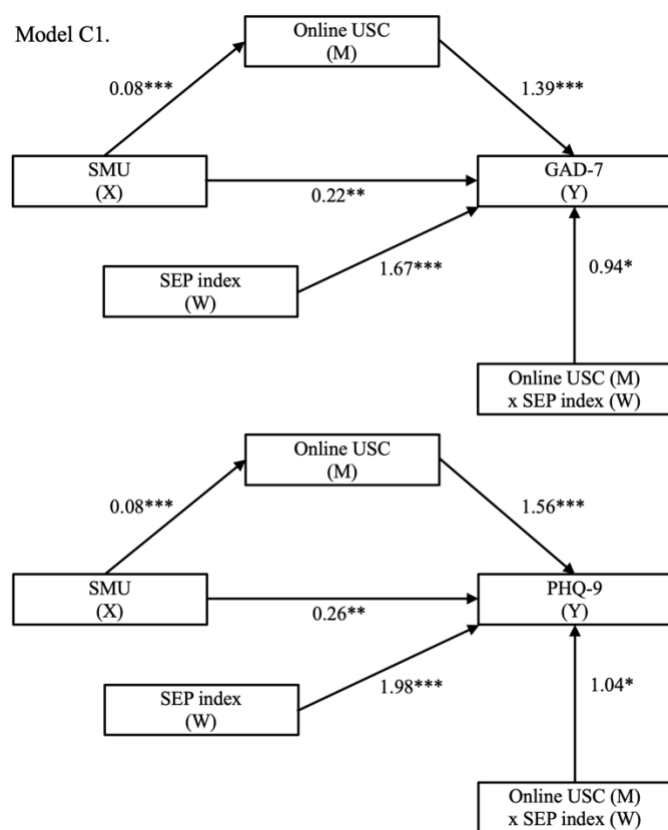 Model C1.
Online USC
(M)
0.08***
1.39***
SMU
(X)
GAD-7
(Y)
0.22**
SEP index
(W)
1.67***
0.94*
Online USC (M)
x SEP index (W)
Online USC
(M)
0.08***
1.56***
SMU
(X)
PHQ-9
(Y)
0.26**
SEP index
(W)
1.98***
1.04*
Online USC (M)
x SEP index (W)